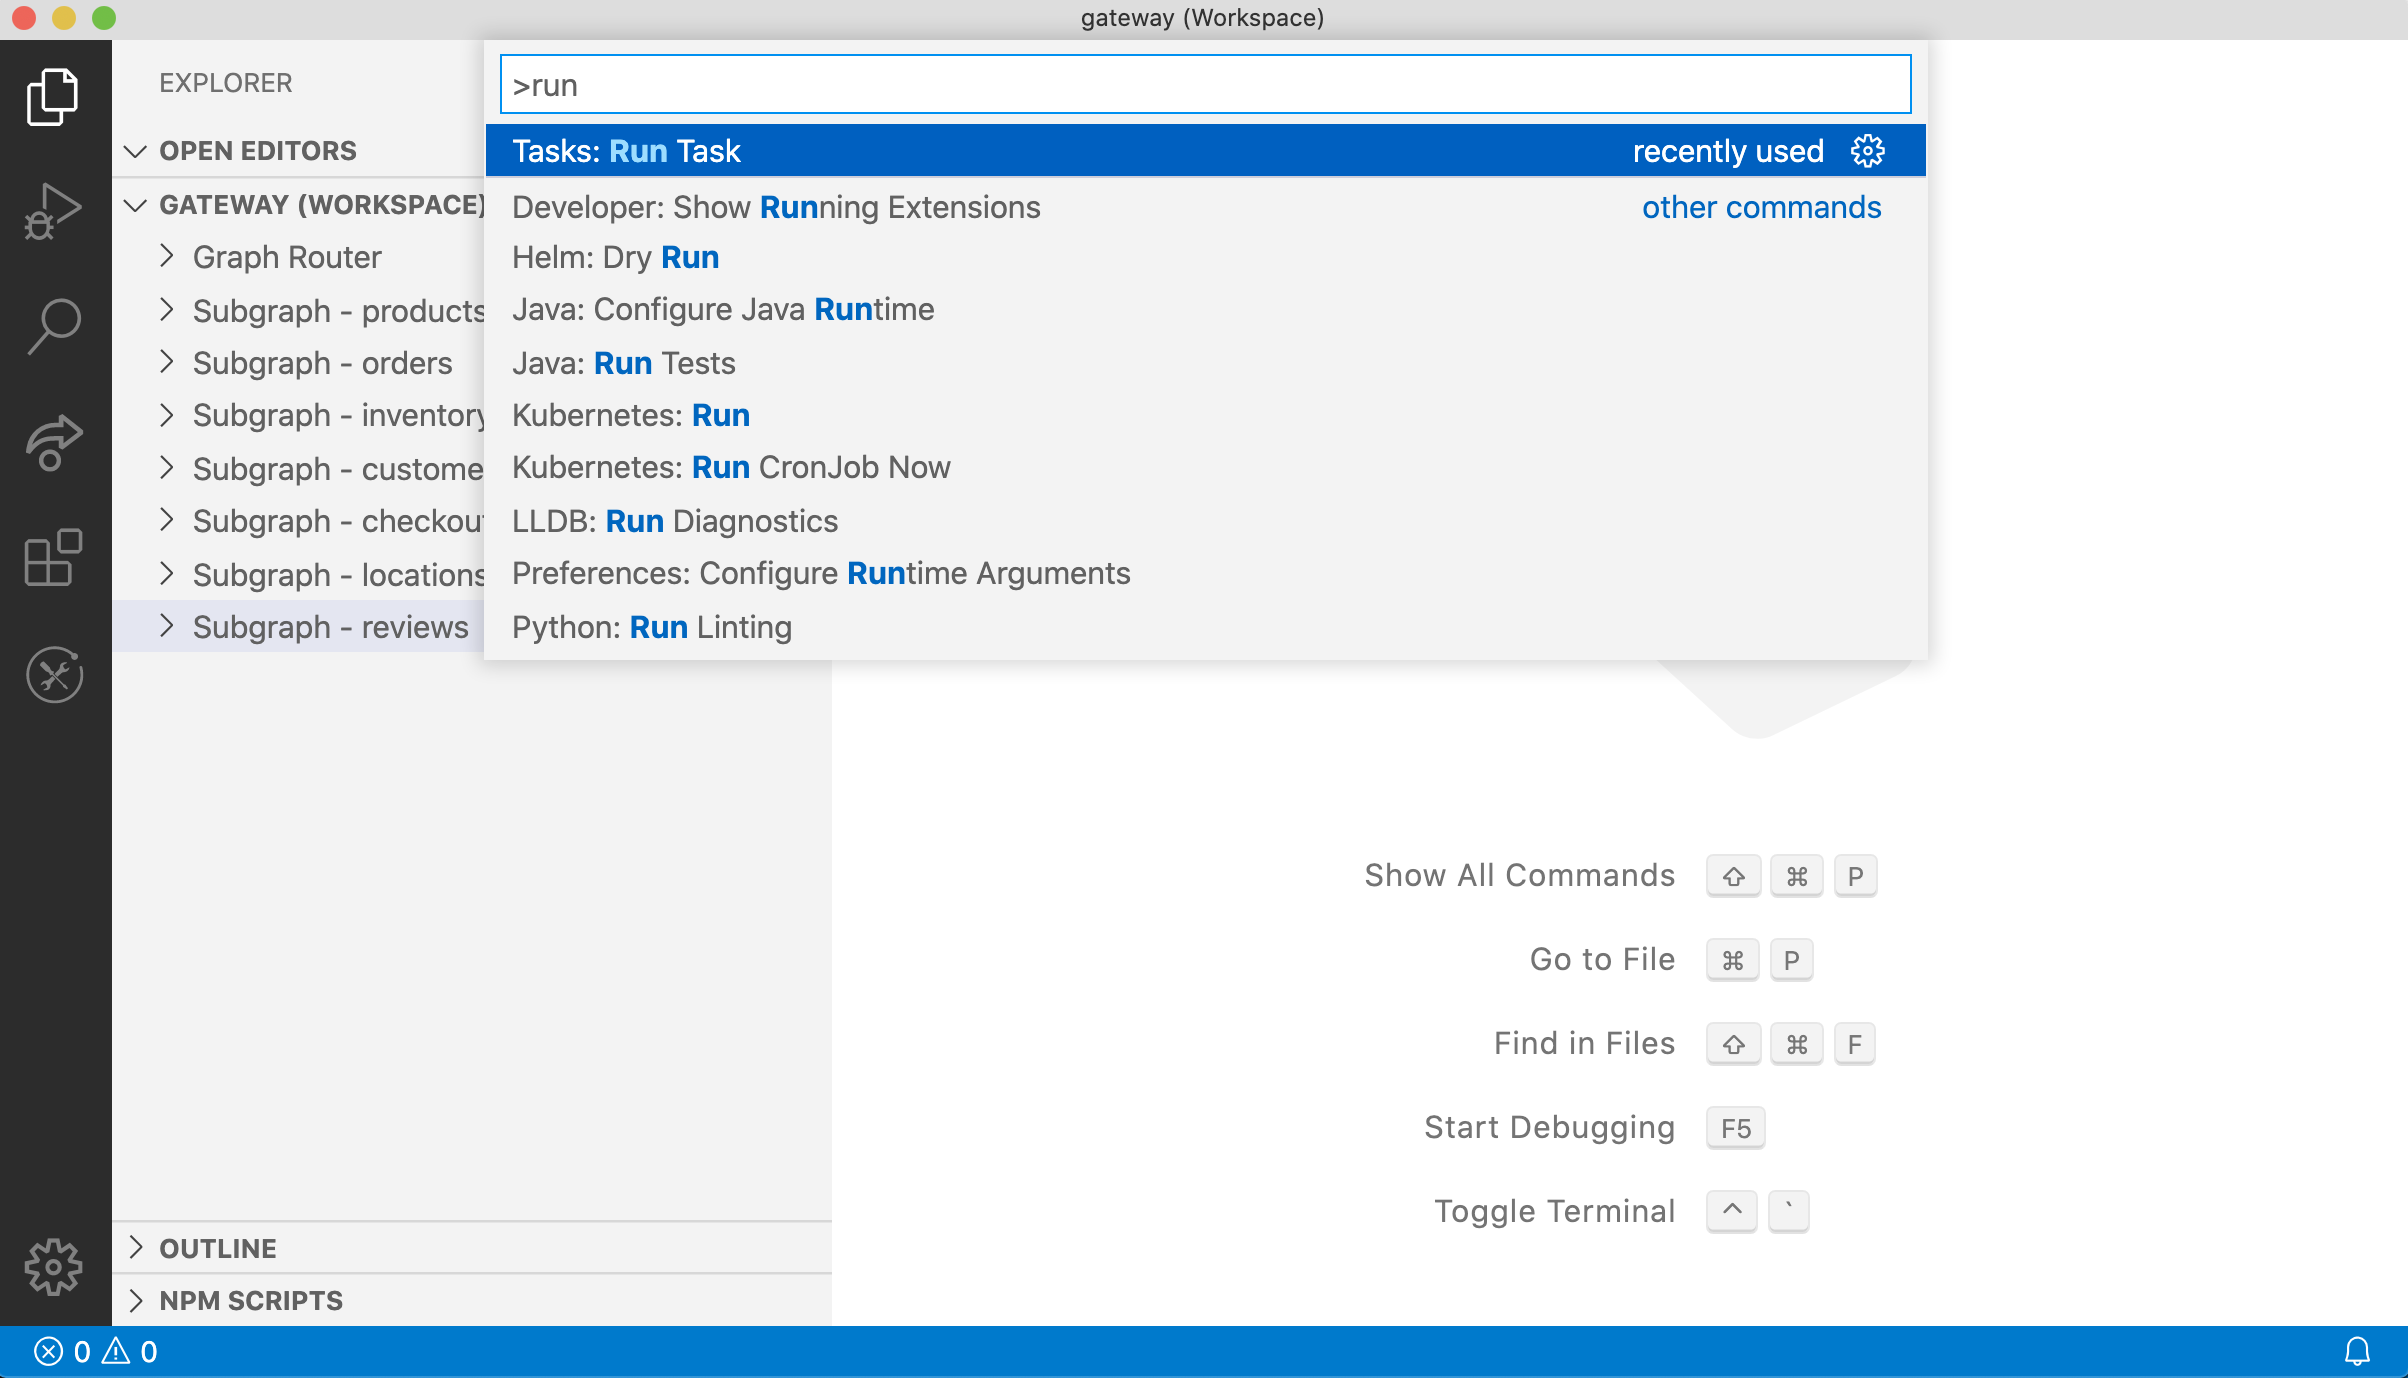 gateway (Workspace)
EXPLORER
OPEN EDITORS
GATEWAY (WORKSPACE)
Graph Router
Subgraph - products
Subgraph - orders
Subgraph - inventory
Subgraph - custome
Subgraph - checkout
Subgraph - locations
Subgraph - reviews
OUTLINE
NPM SCRIPTS
>run
Tasks: Run Task recently used
Developer: Show Running Extensions other commands
Helm: Dry Run
Java: Configure Java Runtime
Java: Run Tests
Kubernetes: Run
Kubernetes: Run CronJob Now
LLDB: Run Diagnostics
Preferences: Configure Runtime Arguments
Python: Run Linting
Show All Commands ⇧ ⌘ P
Go to File ⌘ P
Find in Files ⇧ ⌘ F
Start Debugging F5
Toggle Terminal ^ `
0 0